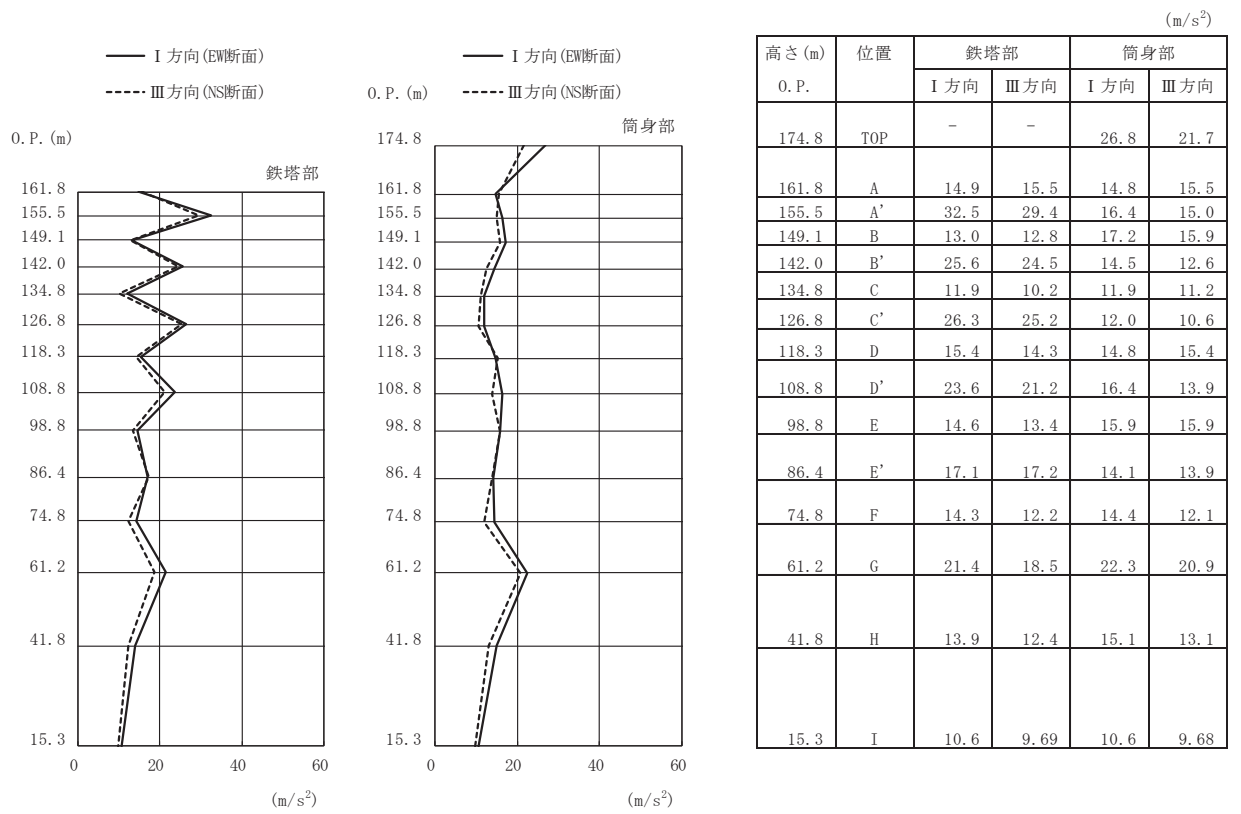 I 方向(EW断面)
Ⅲ方向(NS断面)
O.P.(m)
鉄塔部
161.8
155.5
149.1
142.0
134.8
126.8
118.3
108.8
98.8
86.4
74.8
61.2
41.8
15.3
0 20 40 60
(m/s²)
I 方向(EW断面)
Ⅲ方向(NS断面)
O.P.(m)
筒身部
174.8
161.8
155.5
149.1
142.0
134.8
126.8
118.3
108.8
98.8
86.4
74.8
61.2
41.8
15.3
0 20 40 60
(m/s²)
(m/s²)
高さ(m) 位置 鉄塔部 筒身部
O.P. I 方向 Ⅲ方向 I 方向 Ⅲ方向
174.8 TOP － － 26.8 21.7
161.8 A 14.9 15.5 14.8 15.5
155.5 A' 32.5 29.4 16.4 15.0
149.1 B 13.0 12.8 17.2 15.9
142.0 B' 25.6 24.5 14.5 12.6
134.8 C 11.9 10.2 11.9 11.2
126.8 C' 26.3 25.2 12.0 10.6
118.3 D 15.4 14.3 14.8 15.4
108.8 D' 23.6 21.2 16.4 13.9
98.8 E 14.6 13.4 15.9 15.9
86.4 E' 17.1 17.2 14.1 13.9
74.8 F 14.3 12.2 14.4 12.1
61.2 G 21.4 18.5 22.3 20.9
41.8 H 13.9 12.4 15.1 13.1
15.3 I 10.6 9.69 10.6 9.68